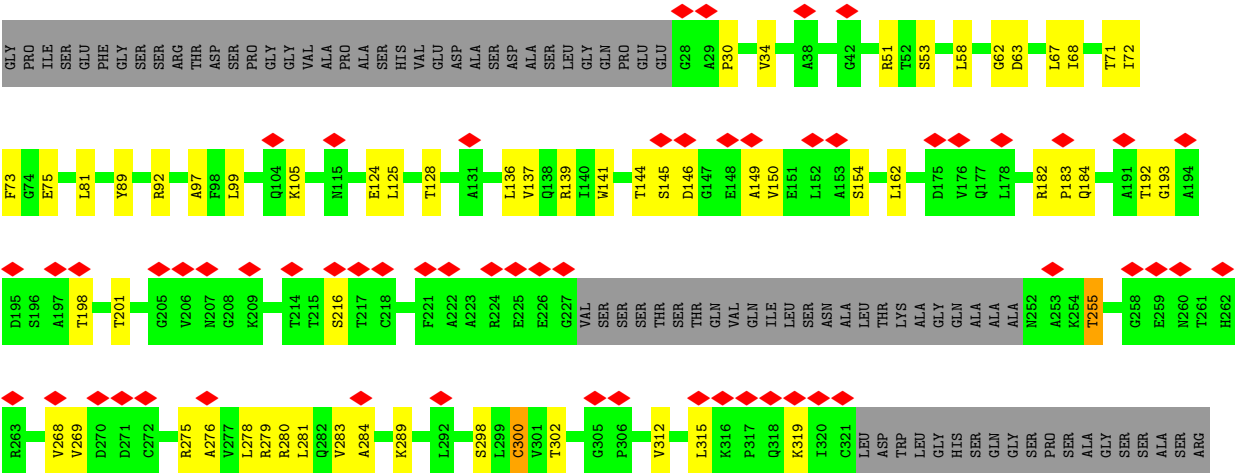 GLY PRO ILE SER GLU PHE GLY SER SER ARG THR ASP SER PRO GLY GLY VAL ALA PRO ALA SER HIS VAL GLU ASP ALA SER ASP ALA SER LEU GLY GLN PRO GLU GLU G28 A29 P30 V34 A38 G42 R51 T52 S53 L58 G62 D63 L67 I68 T71 I72
F73 G74 E75 L81 Y89 R92 A97 F98 L99 Q104 K105 N115 E124 L125 T128 A131 L136 V137 Q138 R139 I140 W141 T144 S145 D146 G147 E148 A149 V150 E151 L152 A153 S154 L162 D175 V176 Q177 L178 R182 P183 Q184 A191 T192 G193 A194
D195 S196 A197 T198 T201 G205 V206 N207 G208 K209 T214 T215 S216 T217 C218 F221 A222 A223 R224 E225 E226 G227 VAL SER SER SER THR SER THR GLN VAL GLN ILE LEU SER ASN ALA LEU THR LYS ALA GLY GLN ALA ALA ALA N252 A253 K254 T255 G258 E259 N260 T261 H262
R263 V268 V269 D270 D271 C272 R275 A276 V277 L278 R279 R280 L281 Q282 V283 A284 K289 L292 S298 L299 C300 V301 T302 G305 P306 V312 L315 K316 P317 Q318 K319 I320 C321 LEU ASP TRP LEU GLY HIS SER GLN GLY SER PRO SER ALA GLY SER SER ALA SER ARG